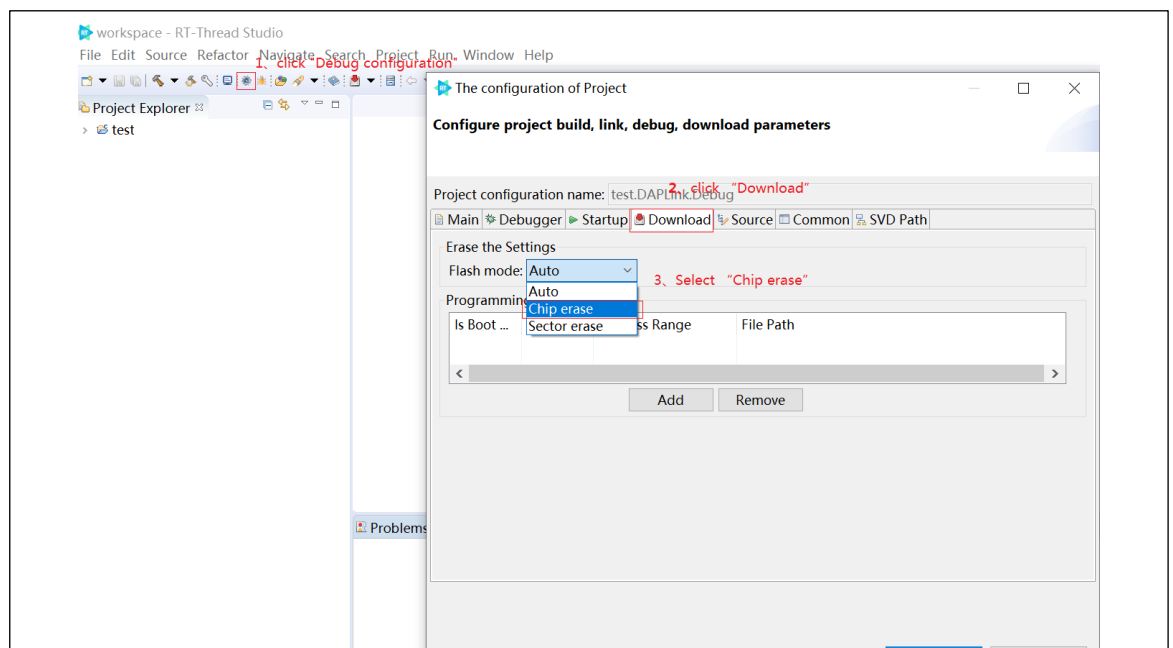 workspace - RT-Thread Studio
File Edit Source Refactor Navigate Search Project Run Window Help
1、click "Debug configuration"
Project Explorer
test
The configuration of Project
Configure project build, link, debug, download parameters
Project configuration name: test.DAPLink.Debug
2、click “Download”
Main Debugger Startup Download Source Common SVD Path
Erase the Settings
Flash mode: Auto
3、Select “Chip erase”
Auto
Chip erase
Sector erase
Is Boot ... Range File Path
Add Remove
Problems